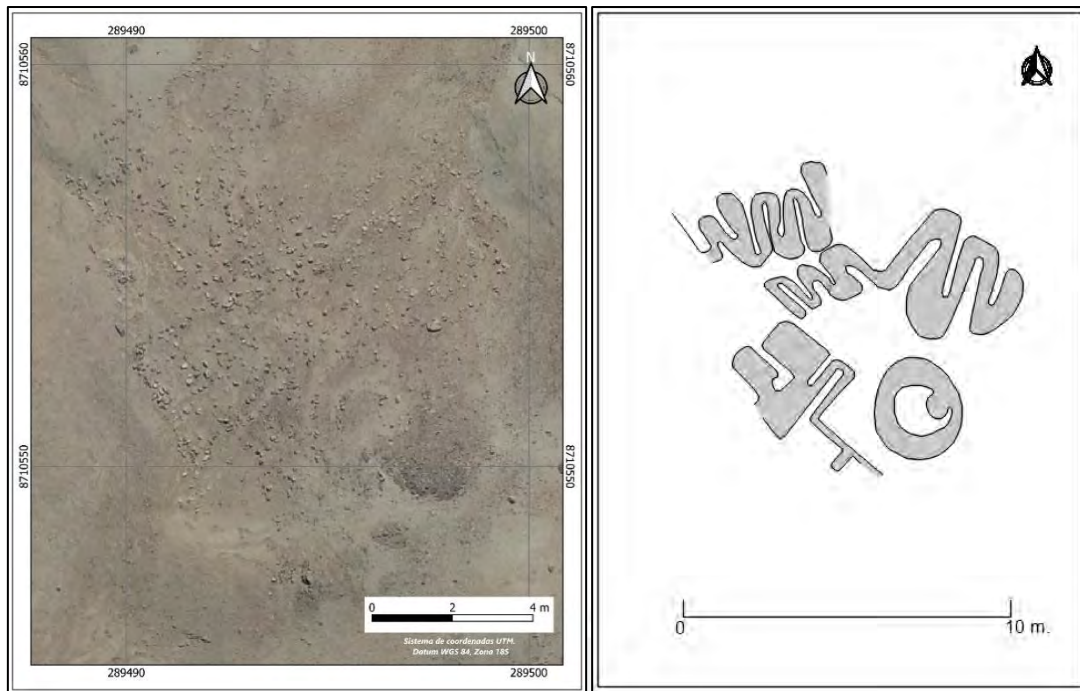 289490
289500
8710560
8710560
N
8710550
8710550
0 2 4 m
Sistema de coordenadas UTM.
Datum WGS 84, Zona 18S
289490
289500
0
10 m.